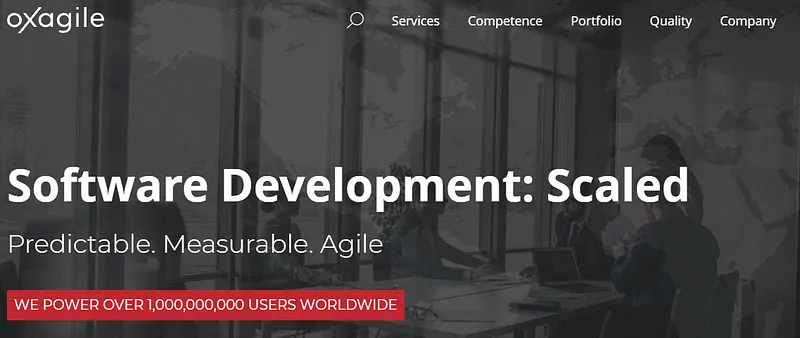 oxagile
Services Competence Portfolio Quality Company
Software Development: Scaled
Predictable. Measurable. Agile
WE POWER OVER 1,000,000,000 USERS WORLDWIDE